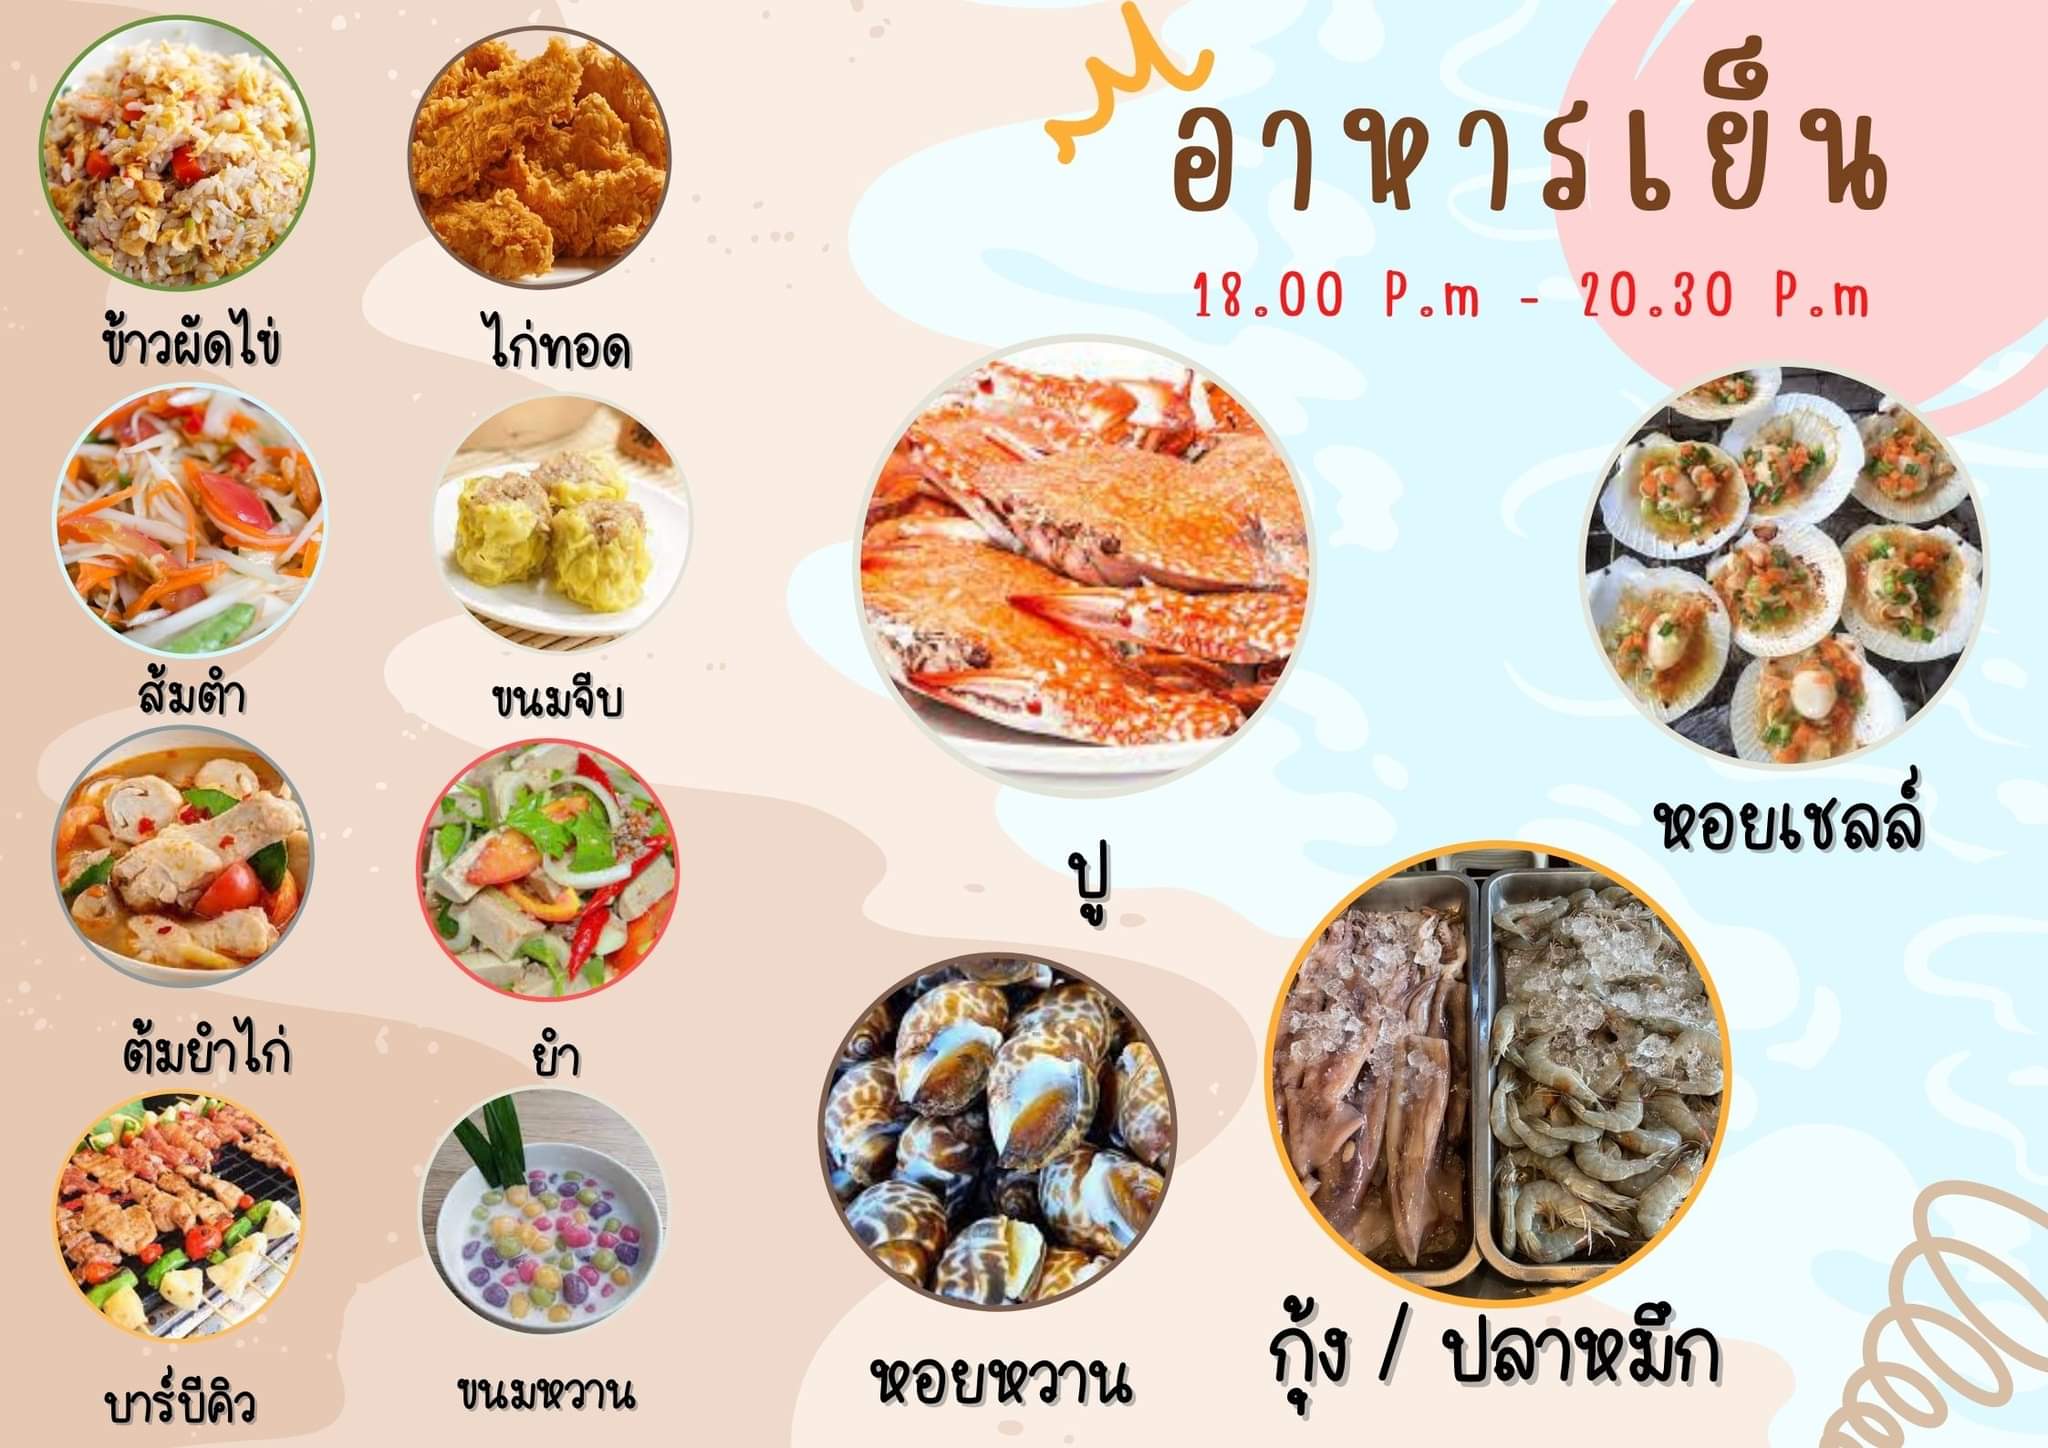 อาหารเย็น
18.00 P.m - 20.30 P.m
ข้าวผัดไข่
ไก่ทอด
ส้มตำ
ขนมจีบ
ต้มยำไก่
ยำ
บาร์บีคิว
ขนมหวาน
ปู
หอยเชลล์
หอยหวาน
กุ้ง / ปลาหมึก